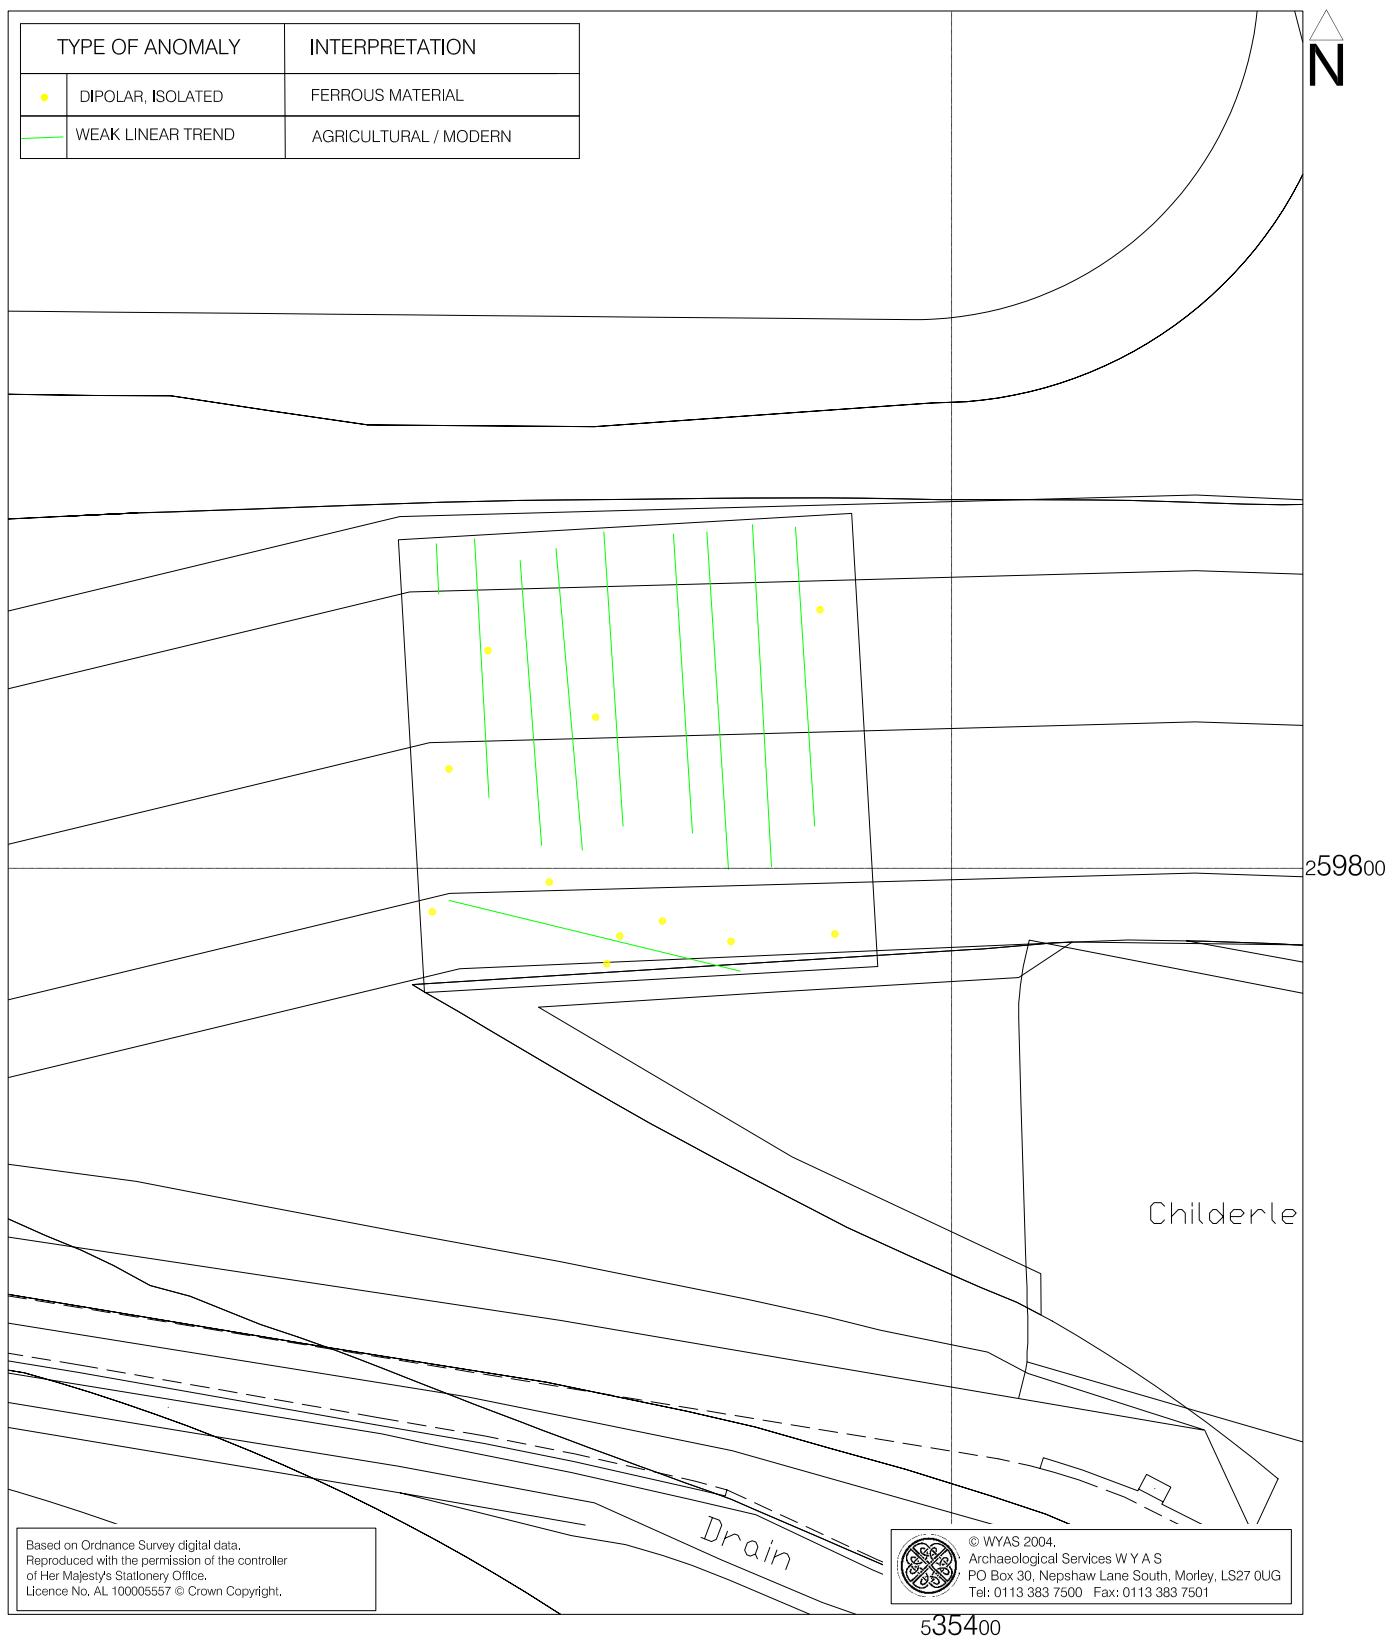 TYPE OF ANOMALY INTERPRETATION
DIPOLAR, ISOLATED FERROUS MATERIAL
WEAK LINEAR TREND AGRICULTURAL / MODERN
N
259800
Childerle
Drain
Based on Ordnance Survey digital data.
Reproduced with the permission of the controller
of Her Majesty's Stationery Office.
Licence No. AL 100005557 © Crown Copyright.
© WYAS 2004.
Archaeological Services W Y A S
PO Box 30, Nepshaw Lane South, Morley, LS27 0UG
Tel: 0113 383 7500 Fax: 0113 383 7501
535400